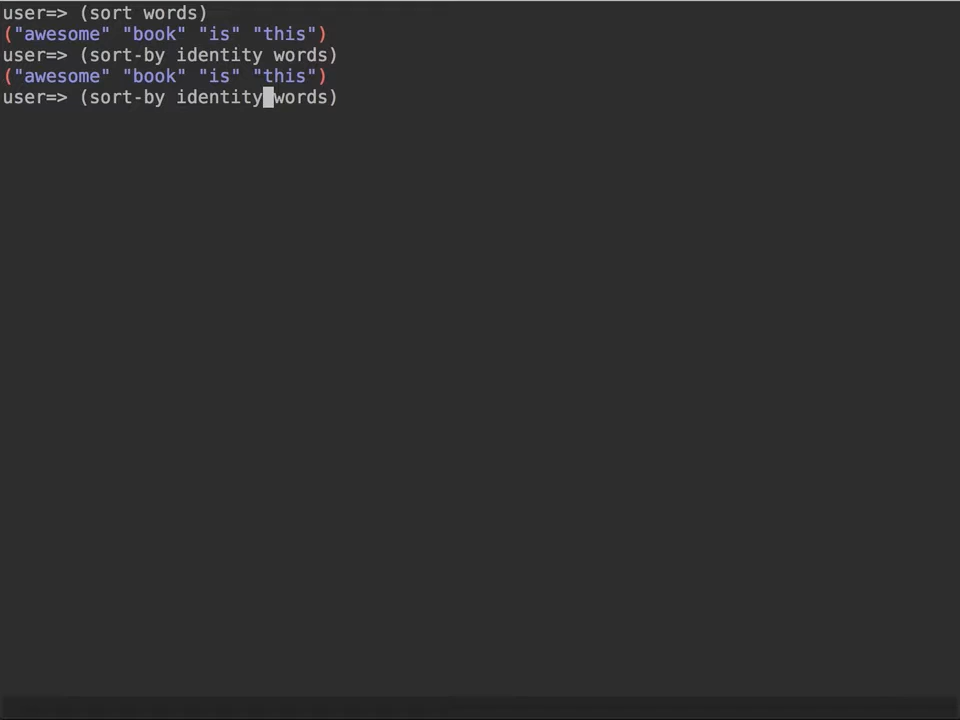 user=> (sort words)
("awesome" "book" "is" "this")
user=> (sort-by identity words)
("awesome" "book" "is" "this")
user=> (sort-by identity words)